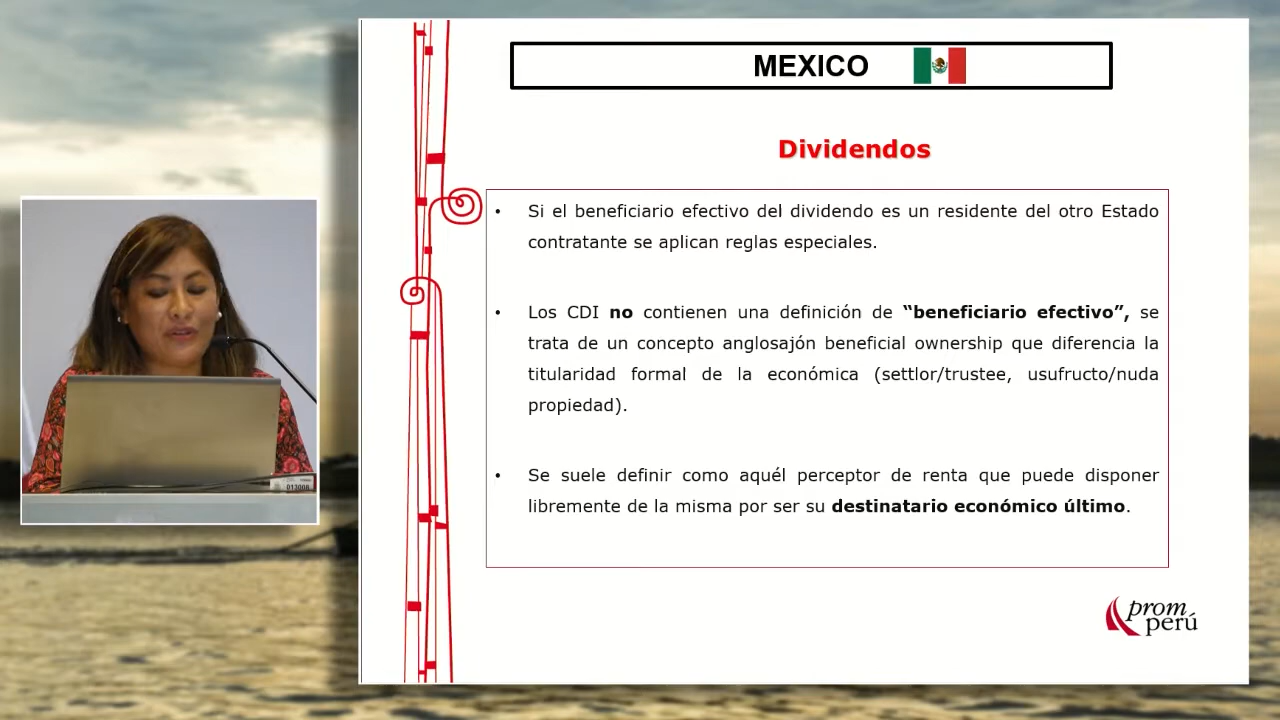 MEXICO
Dividendos
• Si el beneficiario efectivo del dividendo es un residente del otro Estado
contratante se aplican reglas especiales.
• Los CDI no contienen una definición de “beneficiario efectivo”, se
trata de un concepto anglosajón beneficial ownership que diferencia la
titularidad formal de la económica (settlor/trustee, usufructo/nuda
propiedad).
• Se suele definir como aquél perceptor de renta que puede disponer
libremente de la misma por ser su destinatario económico último.
prom
perú